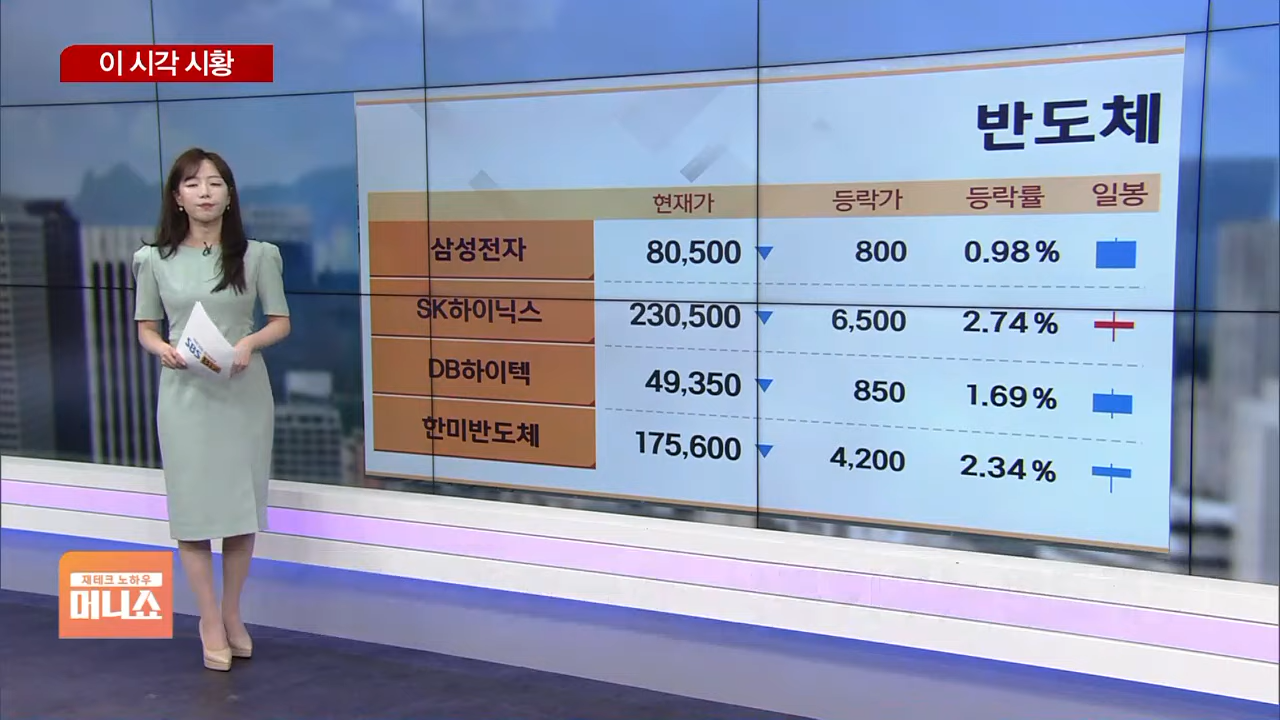 이 시각 시황
반도체
현재가 등락가 등락률 일봉
삼성전자 80,500 ▼ 800 0.98%
SK하이닉스 230,500 ▼ 6,500 2.74%
DB하이텍 49,350 ▼ 850 1.69%
한미반도체 175,600 ▼ 4,200 2.34%
SBS
재테크 노하우
머니쇼